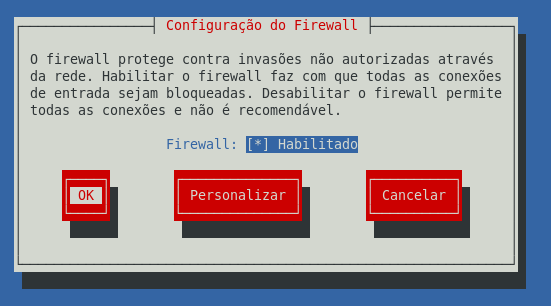 Configuração do Firewall
O firewall protege contra invasões não autorizadas através
da rede. Habilitar o firewall faz com que todas as conexões
de entrada sejam bloqueadas. Desabilitar o firewall permite
todas as conexões e não é recomendável.
Firewall: [*] Habilitado
OK Personalizar Cancelar